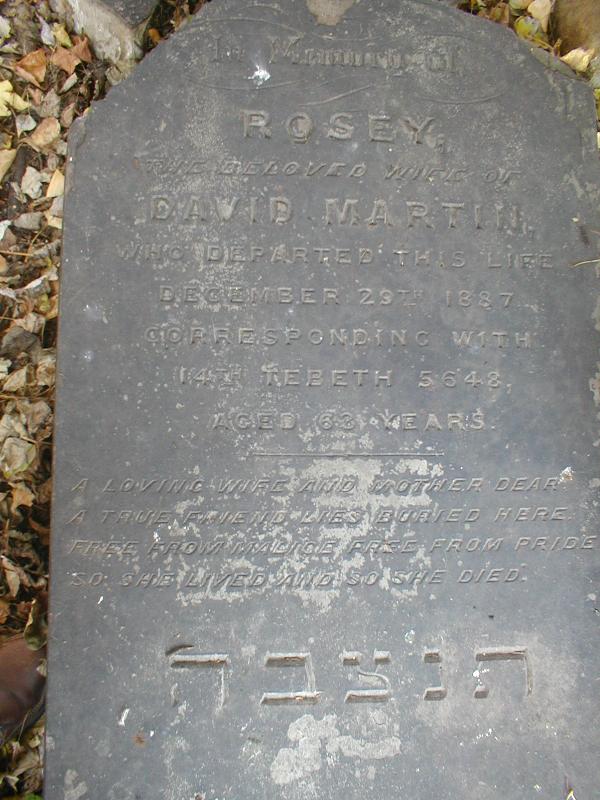 In Memory of
ROSEY,
THE BELOVED WIFE OF
DAVID MARTIN,
WHO DEPARTED THIS LIFE
DECEMBER 29TH 1887
CORRESPONDING WITH
14TH TEBETH 5648,
AGED 63 YEARS.
A LOVING WIFE AND MOTHER DEAR
A TRUE FRIEND LIES BURIED HERE.
FREE FROM MALICE FREE FROM PRIDE
SO SHE LIVED AND SO SHE DIED.
תנצבה